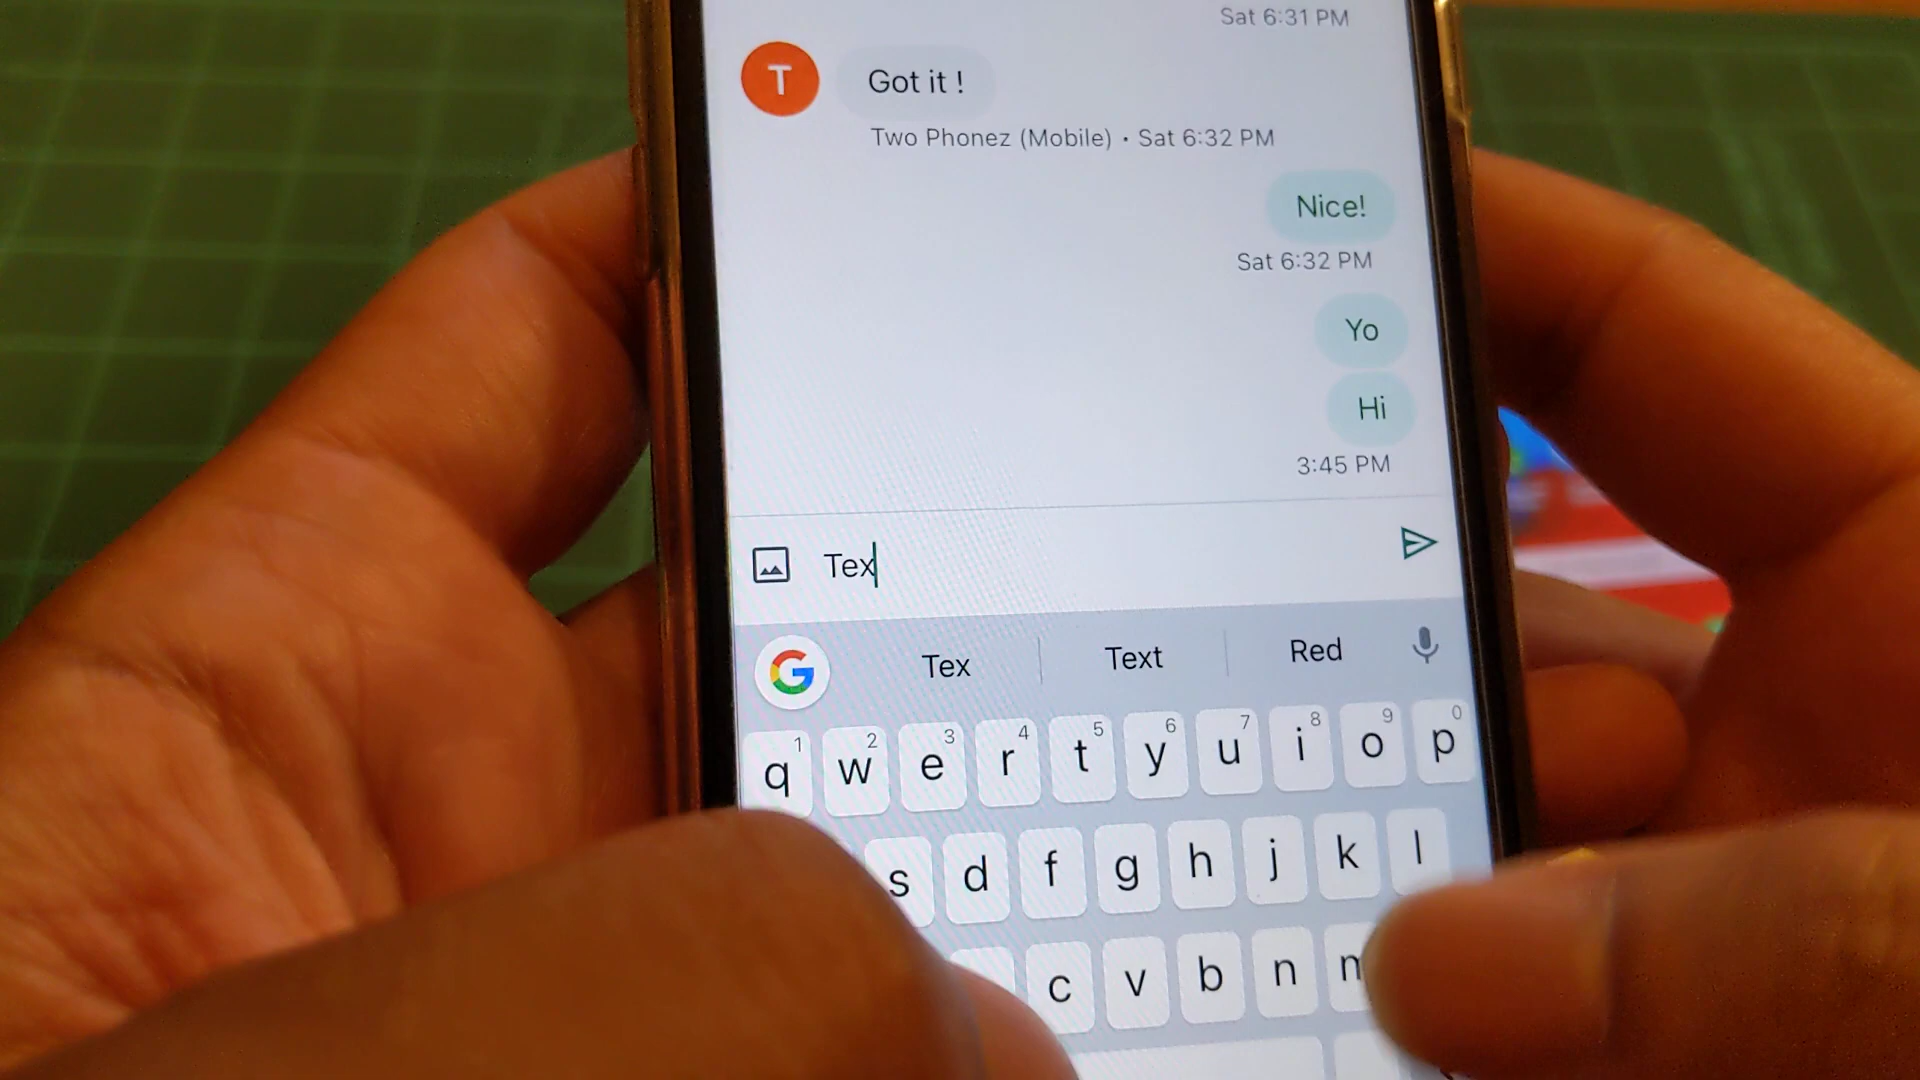 Sat 6:31 PM
T
Got it !
Two Phonez (Mobile) • Sat 6:32 PM
Nice!
Sat 6:32 PM
Yo
Hi
3:45 PM
Tex
G Tex Text Red
1 2 3 4 5 6 7 8 9 0
q w e r t y u i o p
s d f g h j k l
c v b n m